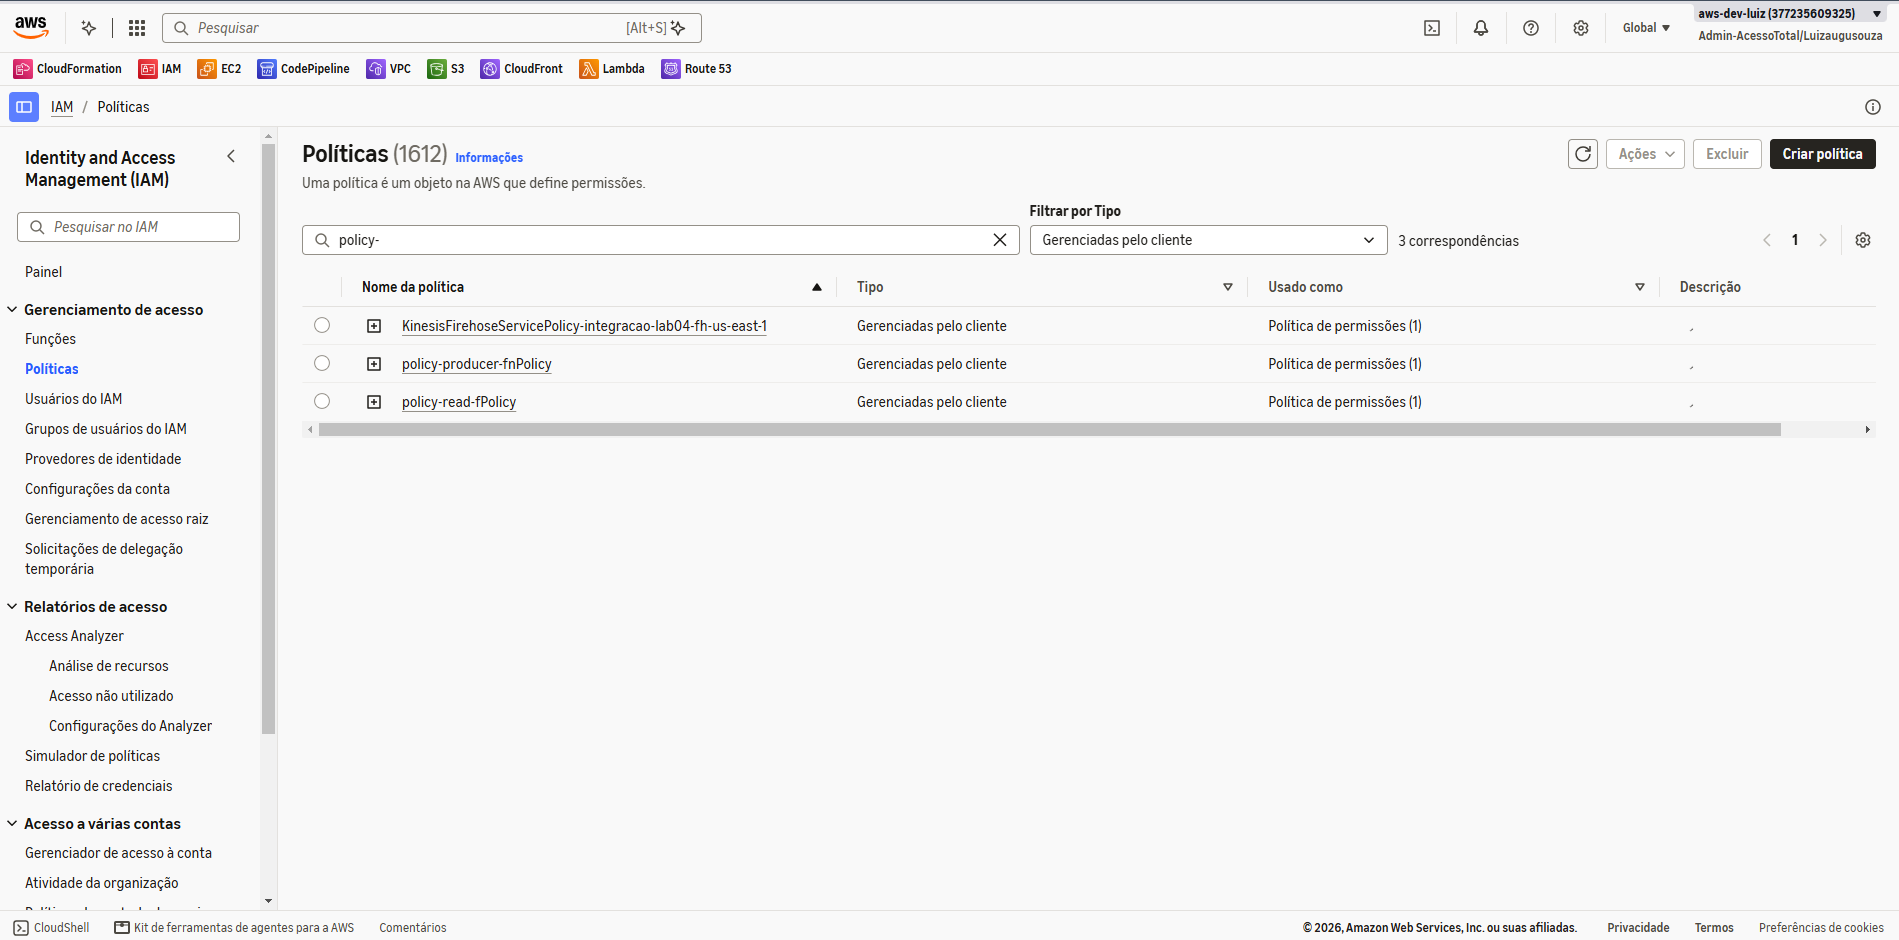 aws
Pesquisar
[Alt+S]
Global
aws-dev-luiz (377235609325)
Admin-AcessoTotal/Luizaugusouza
CloudFormation
IAM
EC2
CodePipeline
VPC
S3
CloudFront
Lambda
Route 53
IAM / Políticas
Identity and Access
Management (IAM)
Pesquisar no IAM
Painel
Gerenciamento de acesso
Funções
Políticas
Usuários do IAM
Grupos de usuários do IAM
Provedores de identidade
Configurações da conta
Gerenciamento de acesso raiz
Solicitações de delegação
temporária
Relatórios de acesso
Access Analyzer
Análise de recursos
Acesso não utilizado
Configurações do Analyzer
Simulador de políticas
Relatório de credenciais
Acesso a várias contas
Gerenciador de acesso à conta
Atividade da organização
Políticas (1612) Informações
Uma política é um objeto na AWS que define permissões.
Ações
Excluir
Criar política
Filtrar por Tipo
policy-
Gerenciadas pelo cliente
3 correspondências
1
Nome da política Tipo Usado como Descrição
KinesisFirehoseServicePolicy-integracao-lab04-fh-us-east-1 Gerenciadas pelo cliente Política de permissões (1)
policy-producer-fnPolicy Gerenciadas pelo cliente Política de permissões (1)
policy-read-fPolicy Gerenciadas pelo cliente Política de permissões (1)
CloudShell
Kit de ferramentas de agentes para a AWS
Comentários
© 2026, Amazon Web Services, Inc. ou suas afiliadas.
Privacidade
Termos
Preferências de cookies